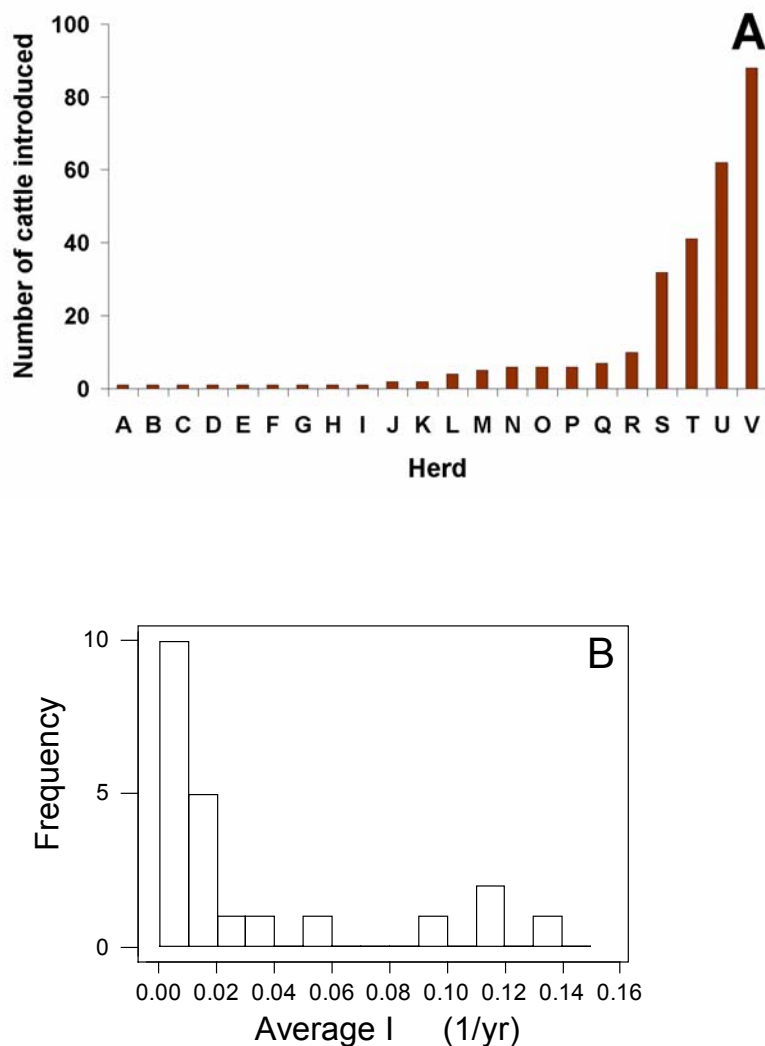 A
Number of cattle introduced
100
80
60
40
20
0
A B C D E F G H I J K L M N O P Q R S T U V
Herd
B
Frequency
10
5
0
0.00 0.02 0.04 0.06 0.08 0.10 0.12 0.14 0.16
Average I (1/yr)